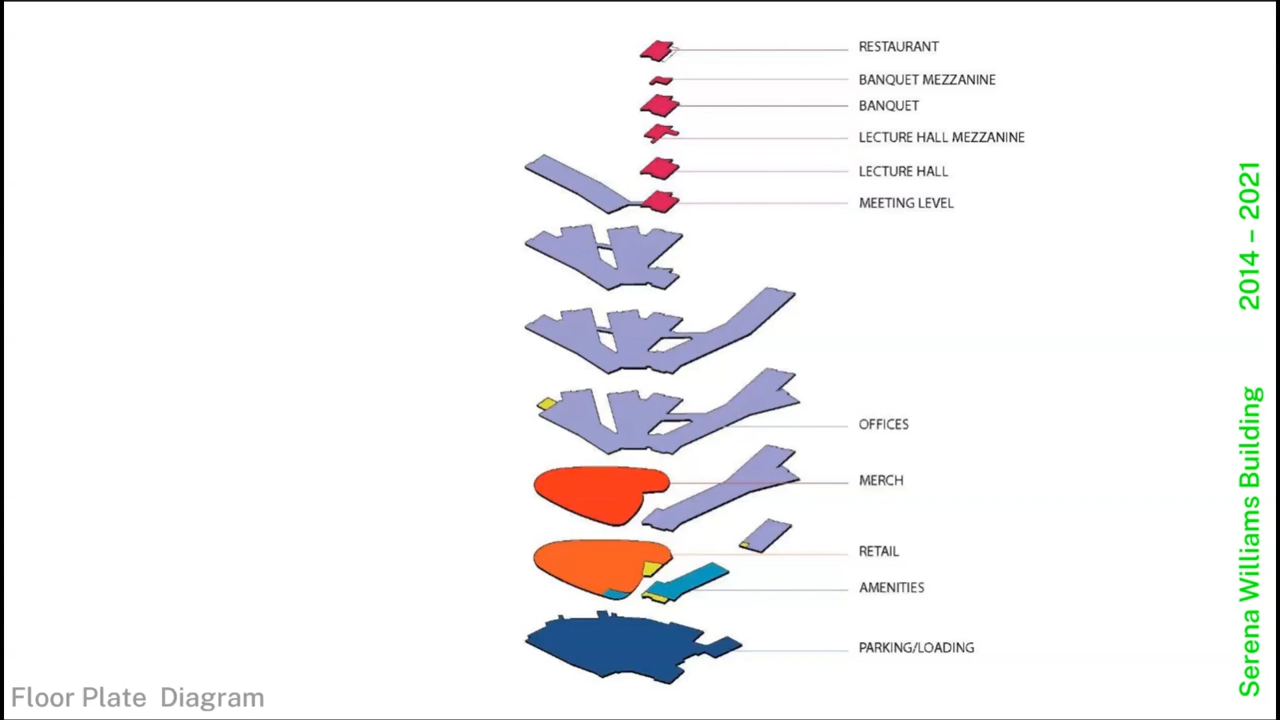 RESTAURANT
BANQUET MEZZANINE
BANQUET
LECTURE HALL MEZZANINE
LECTURE HALL
MEETING LEVEL
OFFICES
MERCH
RETAIL
AMENITIES
PARKING/LOADING
Floor Plate Diagram
Serena Williams Building 2014 – 2021